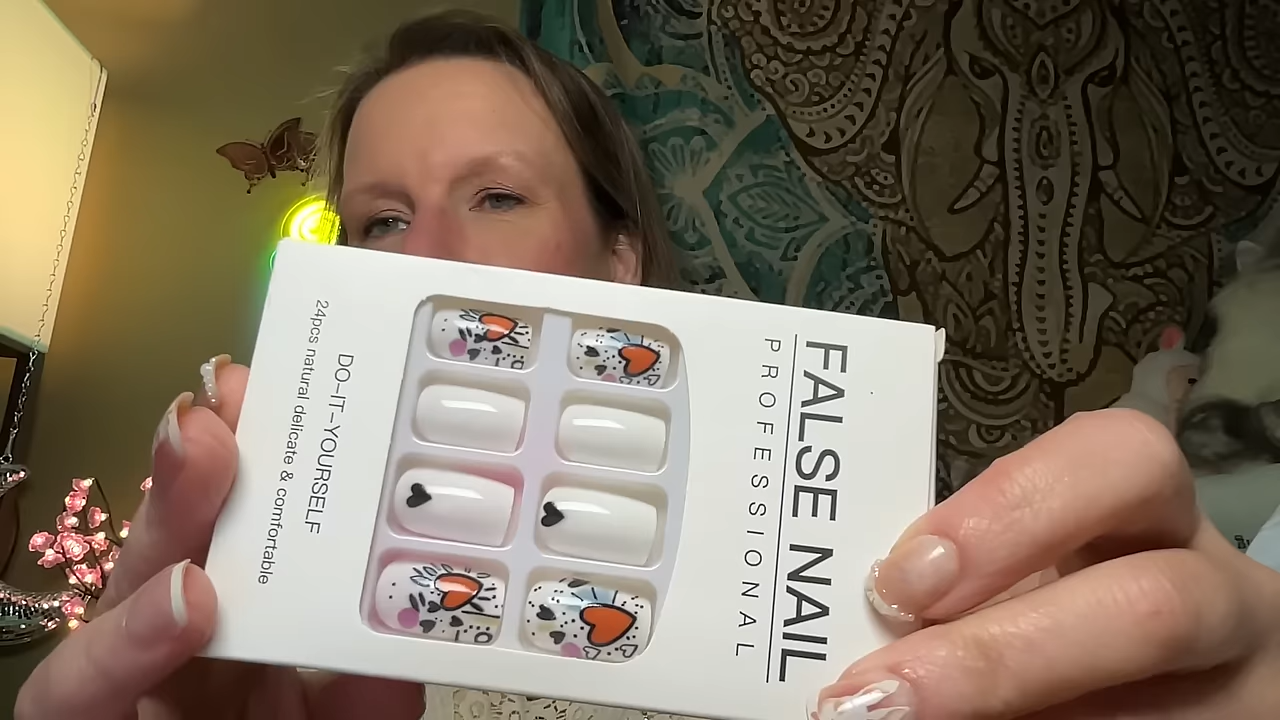 FALSE NAIL
PROFESSIONAL
DO-IT-YOURSELF
24pcs natural delicate & comfortable